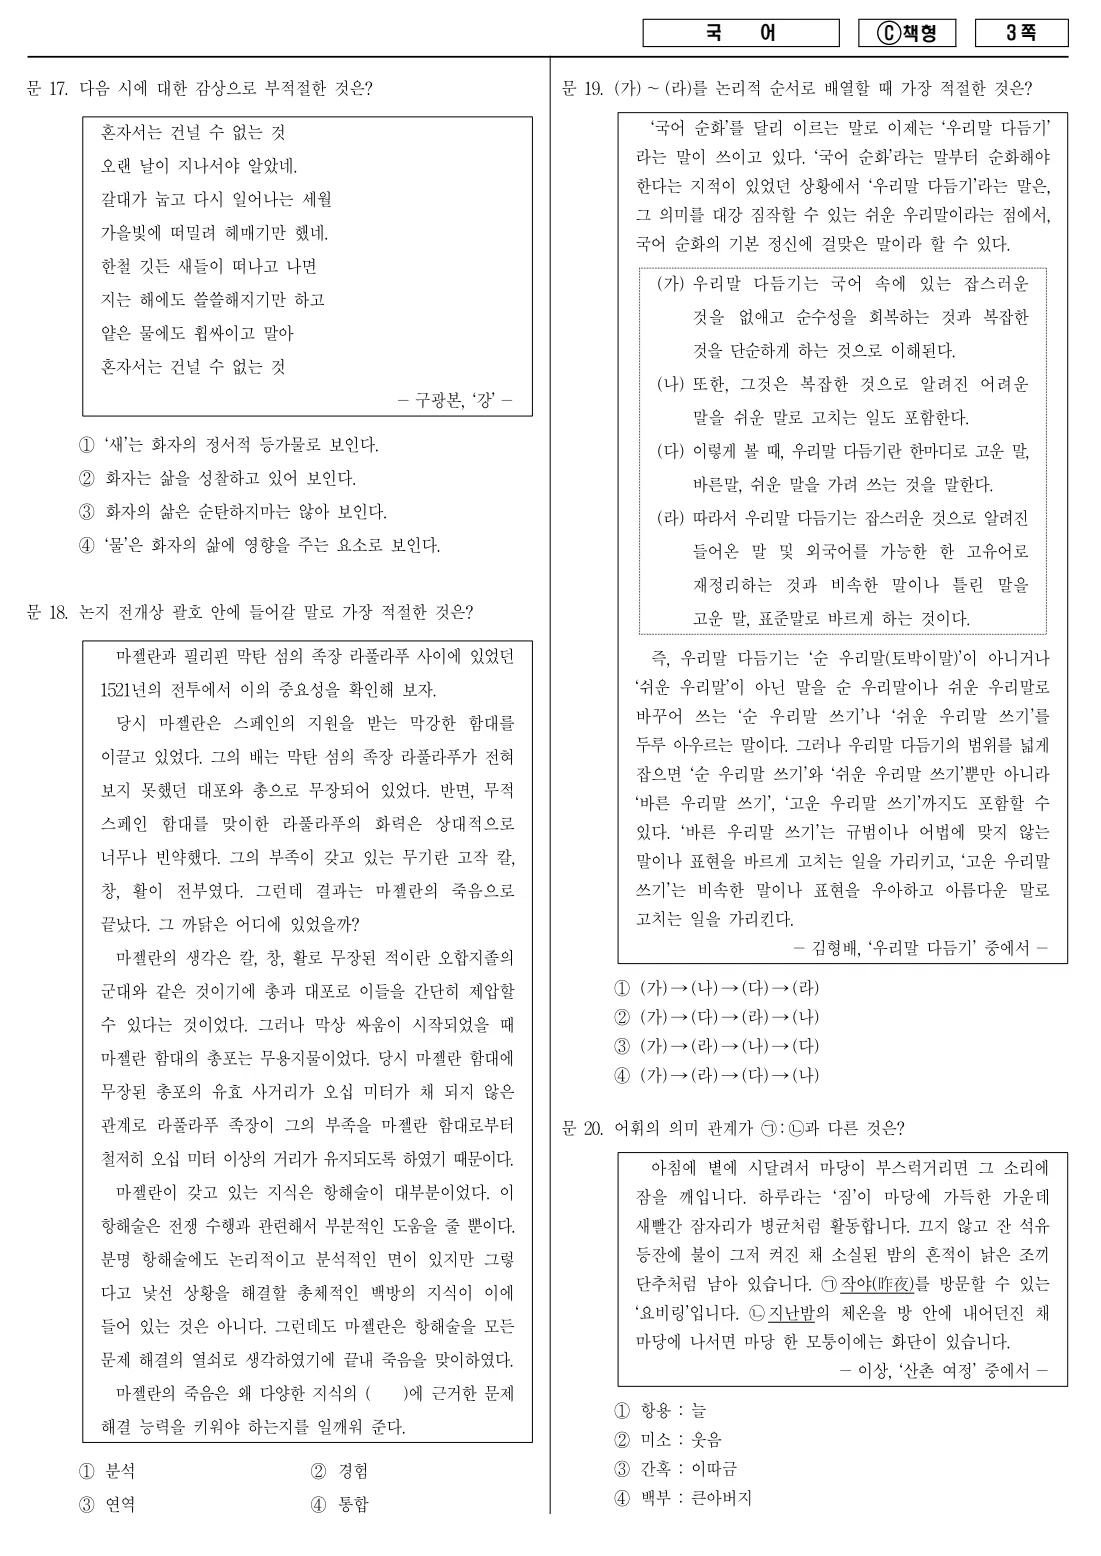 국 어
Ⓒ책형
3쪽
문 17. 다음 시에 대한 감상으로 부적절한 것은?
혼자서는 건널 수 없는 것
오랜 날이 지나서야 알았네.
갈대가 눕고 다시 일어나는 세월
가을빛에 떠밀려 헤매기만 했네.
한철 깃든 새들이 떠나고 나면
지는 해에도 쓸쓸해지기만 하고
얕은 물에도 휩싸이고 말아
혼자서는 건널 수 없는 것
― 구광본, ‘강’ ―
① ‘새’는 화자의 정서적 등가물로 보인다.
② 화자는 삶을 성찰하고 있어 보인다.
③ 화자의 삶은 순탄하지마는 않아 보인다.
④ ‘물’은 화자의 삶에 영향을 주는 요소로 보인다.
문 18. 논지 전개상 괄호 안에 들어갈 말로 가장 적절한 것은?
마젤란과 필리핀 막탄 섬의 족장 라풀라푸 사이에 있었던
1521년의 전투에서 이의 중요성을 확인해 보자.
당시 마젤란은 스페인의 지원을 받는 막강한 함대를
이끌고 있었다. 그의 배는 막탄 섬의 족장 라풀라푸가 전혀
보지 못했던 대포와 총으로 무장되어 있었다. 반면, 무적
스페인 함대를 맞이한 라풀라푸의 화력은 상대적으로
너무나 빈약했다. 그의 부족이 갖고 있는 무기란 고작 칼,
창, 활이 전부였다. 그런데 결과는 마젤란의 죽음으로
끝났다. 그 까닭은 어디에 있었을까?
마젤란의 생각은 칼, 창, 활로 무장된 적이란 오합지졸의
군대와 같은 것이기에 총과 대포로 이들을 간단히 제압할
수 있다는 것이었다. 그러나 막상 싸움이 시작되었을 때
마젤란 함대의 총포는 무용지물이었다. 당시 마젤란 함대에
무장된 총포의 유효 사거리가 오십 미터가 채 되지 않은
관계로 라풀라푸 족장이 그의 부족을 마젤란 함대로부터
철저히 오십 미터 이상의 거리가 유지되도록 하였기 때문이다.
마젤란이 갖고 있는 지식은 항해술이 대부분이었다. 이
항해술은 전쟁 수행과 관련해서 부분적인 도움을 줄 뿐이다.
분명 항해술에도 논리적이고 분석적인 면이 있지만 그렇
다고 낯선 상황을 해결할 총체적인 백방의 지식이 이에
들어 있는 것은 아니다. 그런데도 마젤란은 항해술을 모든
문제 해결의 열쇠로 생각하였기에 끝내 죽음을 맞이하였다.
마젤란의 죽음은 왜 다양한 지식의 (    )에 근거한 문제
해결 능력을 키워야 하는지를 일깨워 준다.
① 분석 ② 경험
③ 연역 ④ 통합
문 19. (가) ~ (라)를 논리적 순서로 배열할 때 가장 적절한 것은?
‘국어 순화’를 달리 이르는 말로 이제는 ‘우리말 다듬기’
라는 말이 쓰이고 있다. ‘국어 순화’라는 말부터 순화해야
한다는 지적이 있었던 상황에서 ‘우리말 다듬기’라는 말은,
그 의미를 대강 짐작할 수 있는 쉬운 우리말이라는 점에서,
국어 순화의 기본 정신에 걸맞은 말이라 할 수 있다.
(가) 우리말 다듬기는 국어 속에 있는 잡스러운
것을 없애고 순수성을 회복하는 것과 복잡한
것을 단순하게 하는 것으로 이해된다.
(나) 또한, 그것은 복잡한 것으로 알려진 어려운
말을 쉬운 말로 고치는 일도 포함한다.
(다) 이렇게 볼 때, 우리말 다듬기란 한마디로 고운 말,
바른말, 쉬운 말을 가려 쓰는 것을 말한다.
(라) 따라서 우리말 다듬기는 잡스러운 것으로 알려진
들어온 말 및 외국어를 가능한 한 고유어로
재정리하는 것과 비속한 말이나 틀린 말을
고운 말, 표준말로 바르게 하는 것이다.
즉, 우리말 다듬기는 ‘순 우리말(토박이말)’이 아니거나
‘쉬운 우리말’이 아닌 말을 순 우리말이나 쉬운 우리말로
바꾸어 쓰는 ‘순 우리말 쓰기’나 ‘쉬운 우리말 쓰기’를
두루 아우르는 말이다. 그러나 우리말 다듬기의 범위를 넓게
잡으면 ‘순 우리말 쓰기’와 ‘쉬운 우리말 쓰기’뿐만 아니라
‘바른 우리말 쓰기’, ‘고운 우리말 쓰기’까지도 포함할 수
있다. ‘바른 우리말 쓰기’는 규범이나 어법에 맞지 않는
말이나 표현을 바르게 고치는 일을 가리키고, ‘고운 우리말
쓰기’는 비속한 말이나 표현을 우아하고 아름다운 말로
고치는 일을 가리킨다.
― 김형배, ‘우리말 다듬기’ 중에서 ―
① (가)→(나)→(다)→(라)
② (가)→(다)→(라)→(나)
③ (가)→(라)→(나)→(다)
④ (가)→(라)→(다)→(나)
문 20. 어휘의 의미 관계가 ㉠:㉡과 다른 것은?
아침에 볕에 시달려서 마당이 부스럭거리면 그 소리에
잠을 깨입니다. 하루라는 ‘짐’이 마당에 가득한 가운데
새빨간 잠자리가 병균처럼 활동합니다. 끄지 않고 잔 석유
등잔에 불이 그저 켜진 채 소실된 밤의 흔적이 낡은 조끼
단추처럼 남아 있습니다. ㉠작야(昨夜)를 방문할 수 있는
‘요비링’입니다. ㉡지난밤의 체온을 방 안에 내어던진 채
마당에 나서면 마당 한 모퉁이에는 화단이 있습니다.
― 이상, ‘산촌 여정’ 중에서 ―
① 항용 : 늘
② 미소 : 웃음
③ 간혹 : 이따금
④ 백부 : 큰아버지